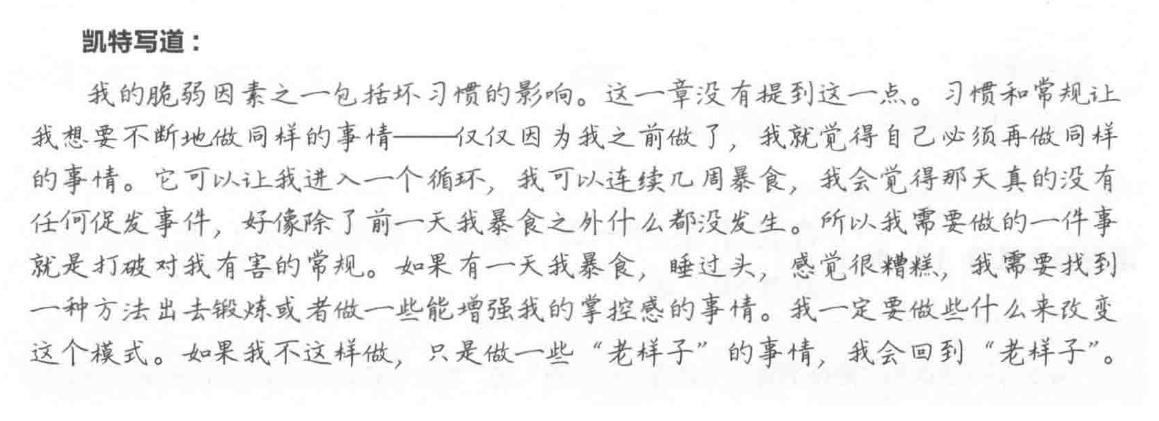 凯特写道：
我的脆弱因素之一包括坏习惯的影响。这一章没有提到这一点。习惯和常规让
我想要不断地做同样的事情——仅仅因为我之前做了，我就觉得自己必须再做同样
的事情。它可以让我进入一个循环，我可以连续几周暴食，我会觉得那天真的没有
任何促发事件，好像除了前一天我暴食之外什么都没发生。所以我需要做的一件事
就是打破对我有害的常规。如果有一天我暴食，睡过头，感觉很糟糕，我需要找到
一种方法出去锻炼或者做一些能增强我的掌控感的事情。我一定要做些什么来改变
这个模式。如果我不这样做，只是做一些“老样子”的事情，我会回到“老样子”。